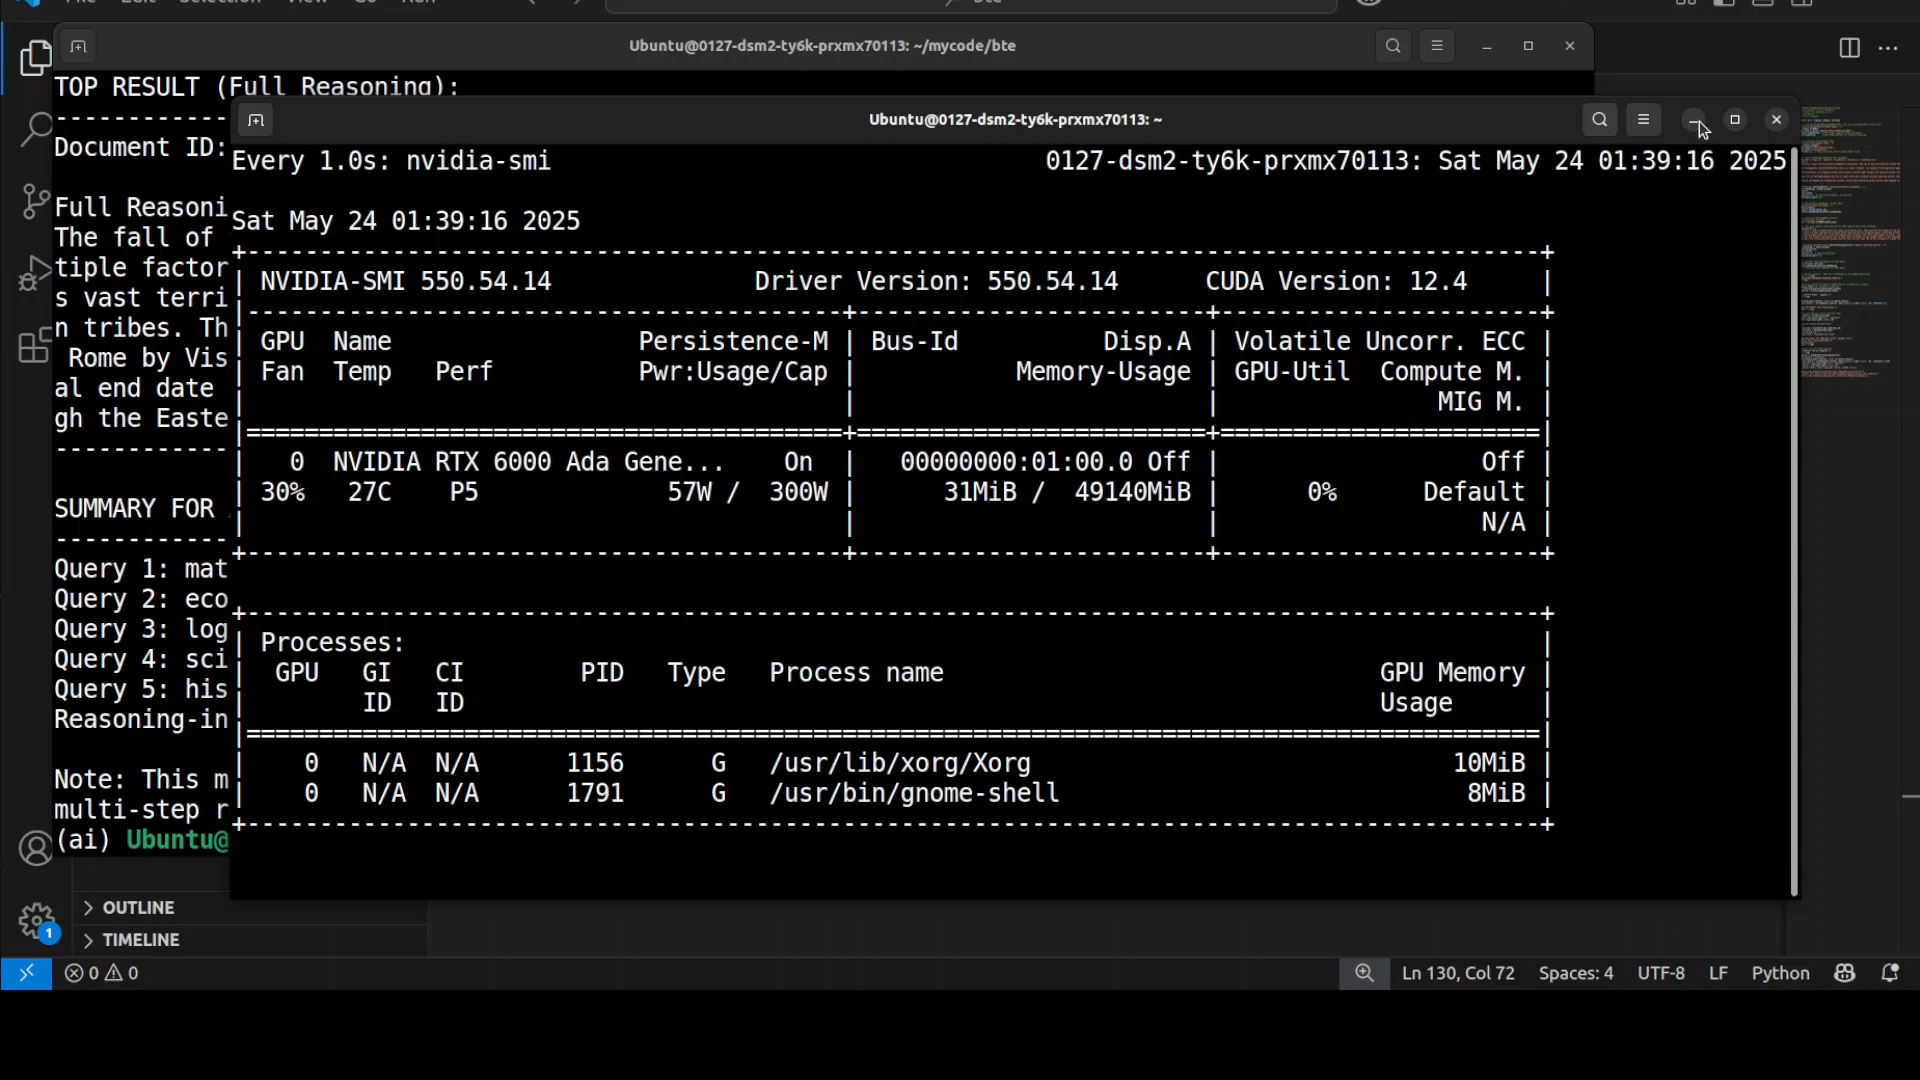 Ubuntu@0127-dsm2-ty6k-prxmx70113: ~/mycode/bte
TOP RESULT (Full Reasoning):
------------
Document ID:
Full Reasoni
The fall of
tiple factor
s vast terri
n tribes. Th
Rome by Vis
al end date
gh the Easte
------------
SUMMARY FOR
------------
Query 1: mat
Query 2: eco
Query 3: log
Query 4: sci
Query 5: his
Reasoning-in
Note: This m
multi-step r
(ai) Ubuntu@
Ubuntu@0127-dsm2-ty6k-prxmx70113: ~
Every 1.0s: nvidia-smi 0127-dsm2-ty6k-prxmx70113: Sat May 24 01:39:16 2025
Sat May 24 01:39:16 2025
NVIDIA-SMI 550.54.14 Driver Version: 550.54.14 CUDA Version: 12.4
GPU Name Persistence-M | Bus-Id Disp.A | Volatile Uncorr. ECC |
Fan Temp Perf Pwr:Usage/Cap | Memory-Usage | GPU-Util Compute M. |
MIG M. |
0 NVIDIA RTX 6000 Ada Gene... On | 00000000:01:00.0 Off | Off |
30% 27C P5 57W / 300W | 31MiB / 49140MiB | 0% Default |
N/A |
Processes:
GPU GI CI PID Type Process name GPU Memory
ID ID Usage
0 N/A N/A 1156 G /usr/lib/xorg/Xorg 10MiB
0 N/A N/A 1791 G /usr/bin/gnome-shell 8MiB
OUTLINE
TIMELINE
1
0 0
Ln 130, Col 72 Spaces: 4 UTF-8 LF Python